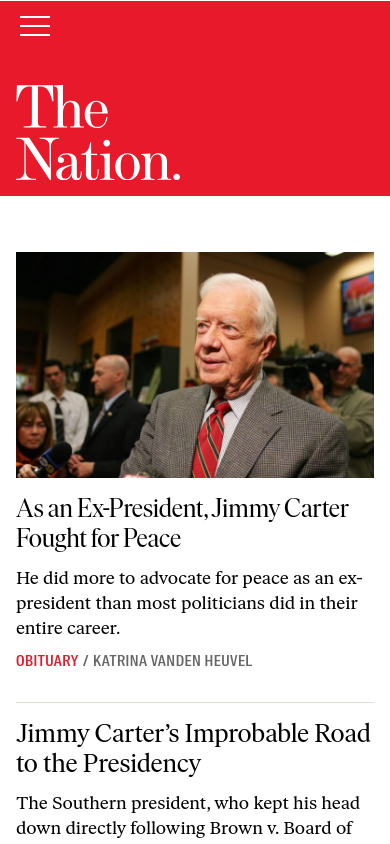 The
Nation.
As an Ex-President, Jimmy Carter
Fought for Peace
He did more to advocate for peace as an ex-
president than most politicians did in their
entire career.
OBITUARY / KATRINA VANDEN HEUVEL
Jimmy Carter’s Improbable Road
to the Presidency
The Southern president, who kept his head
down directly following Brown v. Board of